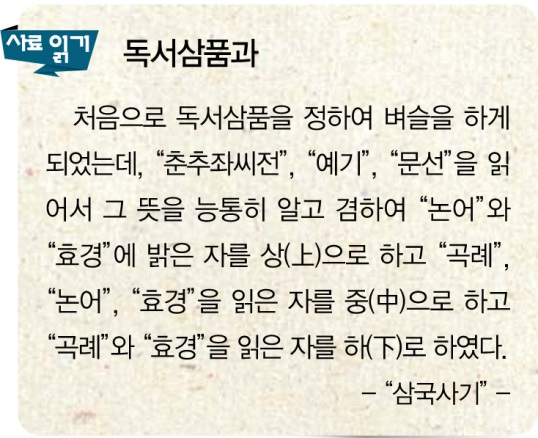 사료 읽기
독서삼품과
처음으로 독서삼품을 정하여 벼슬을 하게
되었는데, “춘추좌씨전”, “예기”, “문선”을 읽
어서 그 뜻을 능통히 알고 겸하여 “논어”와
“효경”에 밝은 자를 상(上)으로 하고 “곡례”,
“논어”, “효경”을 읽은 자를 중(中)으로 하고
“곡례”와 “효경”을 읽은 자를 하(下)로 하였다.
– “삼국사기” –